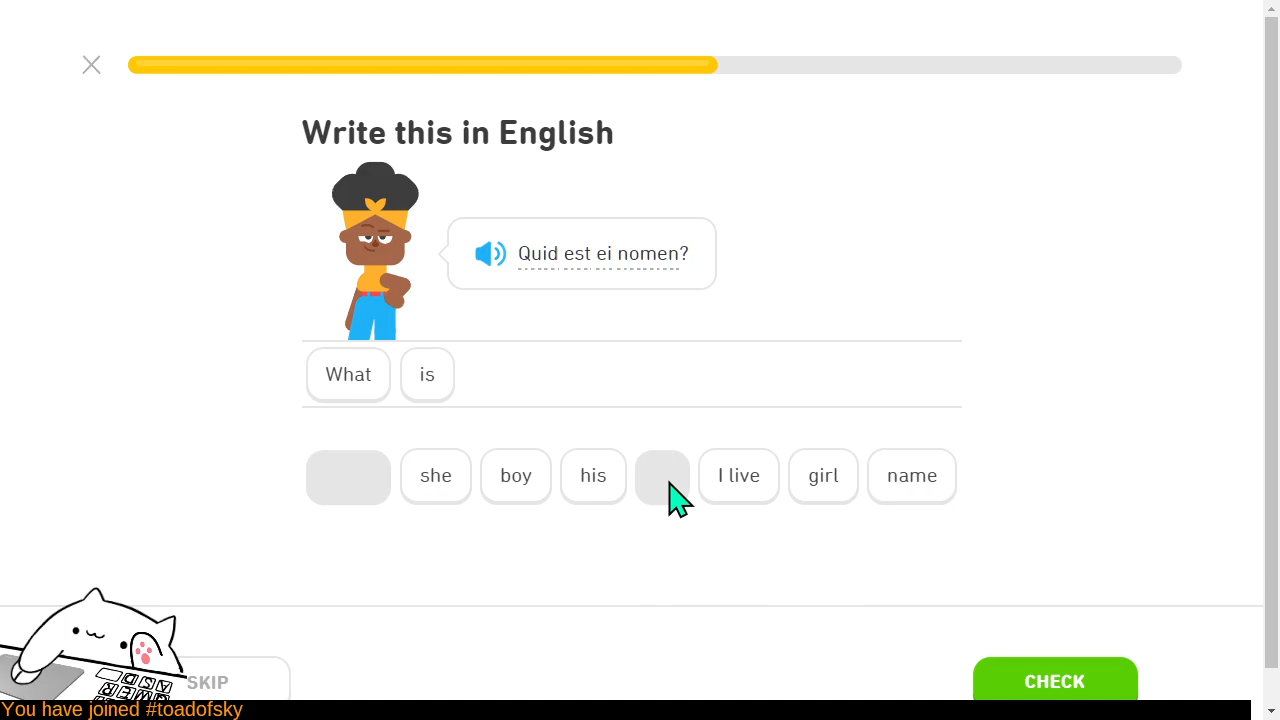 Write this in English
Quid est ei nomen?
What is
she boy his I live girl name
SKIP CHECK
You have joined #toadofsky